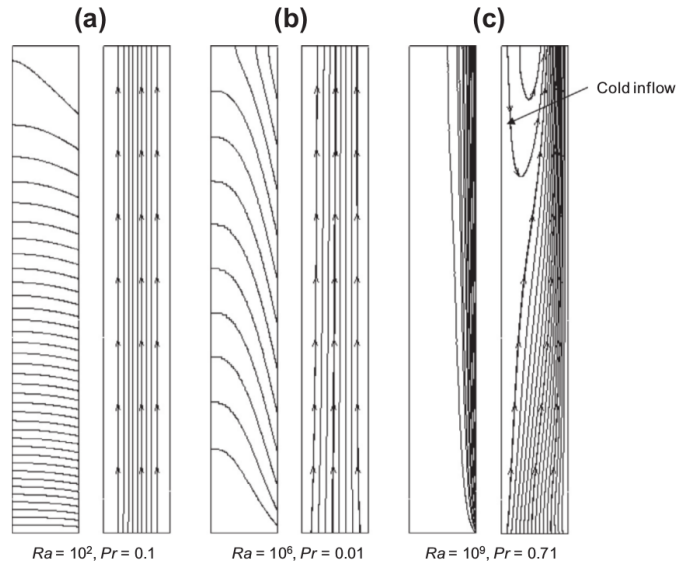 (a)
(b)
(c)
Cold inflow
Ra = 10², Pr = 0.1
Ra = 10⁶, Pr = 0.01
Ra = 10⁹, Pr = 0.71